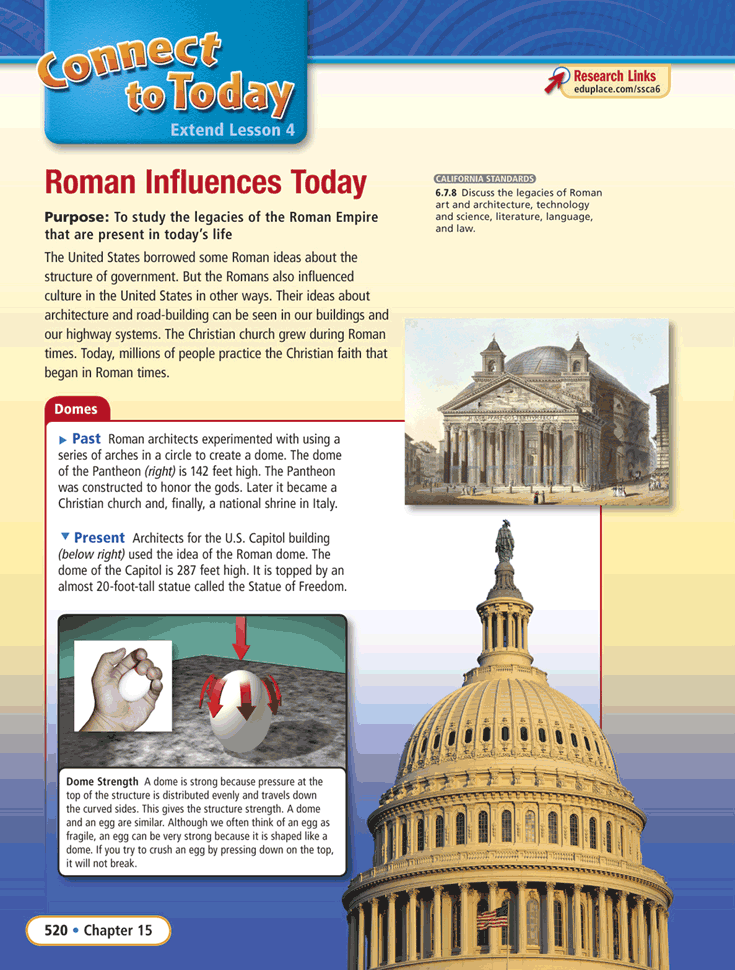 Connect
to Today
Extend Lesson 4
Research Links
eduplace.com/ssca6
Roman Influences Today
CALIFORNIA STANDARDS
6.7.8 Discuss the legacies of Roman
art and architecture, technology
and science, literature, language,
and law.
Purpose: To study the legacies of the Roman Empire
that are present in today's life
The United States borrowed some Roman ideas about the
structure of government. But the Romans also influenced
culture in the United States in other ways. Their ideas about
architecture and road-building can be seen in our buildings and
our highway systems. The Christian church grew during Roman
times. Today, millions of people practice the Christian faith that
began in Roman times.
Domes
▶ Past Roman architects experimented with using a
series of arches in a circle to create a dome. The dome
of the Pantheon (right) is 142 feet high. The Pantheon
was constructed to honor the gods. Later it became a
Christian church and, finally, a national shrine in Italy.
▼ Present Architects for the U.S. Capitol building
(below right) used the idea of the Roman dome. The
dome of the Capitol is 287 feet high. It is topped by an
almost 20-foot-tall statue called the Statue of Freedom.
Dome Strength A dome is strong because pressure at the
top of the structure is distributed evenly and travels down
the curved sides. This gives the structure strength. A dome
and an egg are similar. Although we often think of an egg as
fragile, an egg can be very strong because it is shaped like a
dome. If you try to crush an egg by pressing down on the top,
it will not break.
520 • Chapter 15